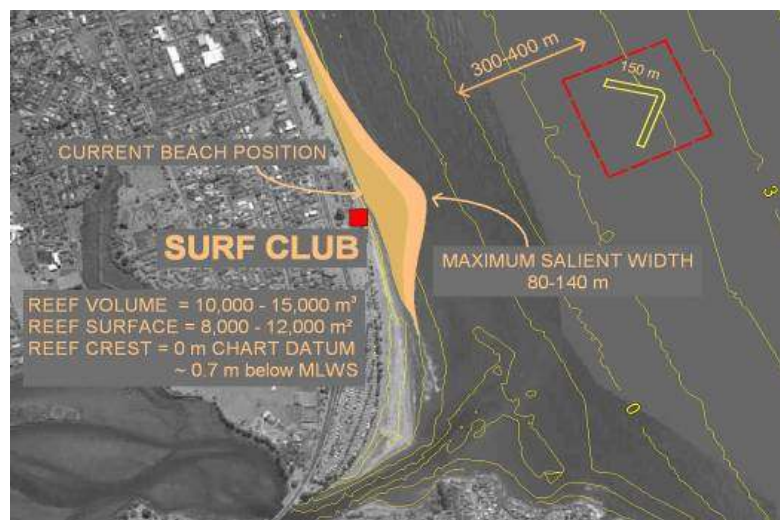 300-400 m
150 m
CURRENT BEACH POSITION
3
SURF CLUB
MAXIMUM SALIENT WIDTH
80-140 m
REEF VOLUME = 10,000 - 15,000 m³
REEF SURFACE = 8,000 - 12,000 m²
REEF CREST = 0 m CHART DATUM
~ 0.7 m below MLWS
0